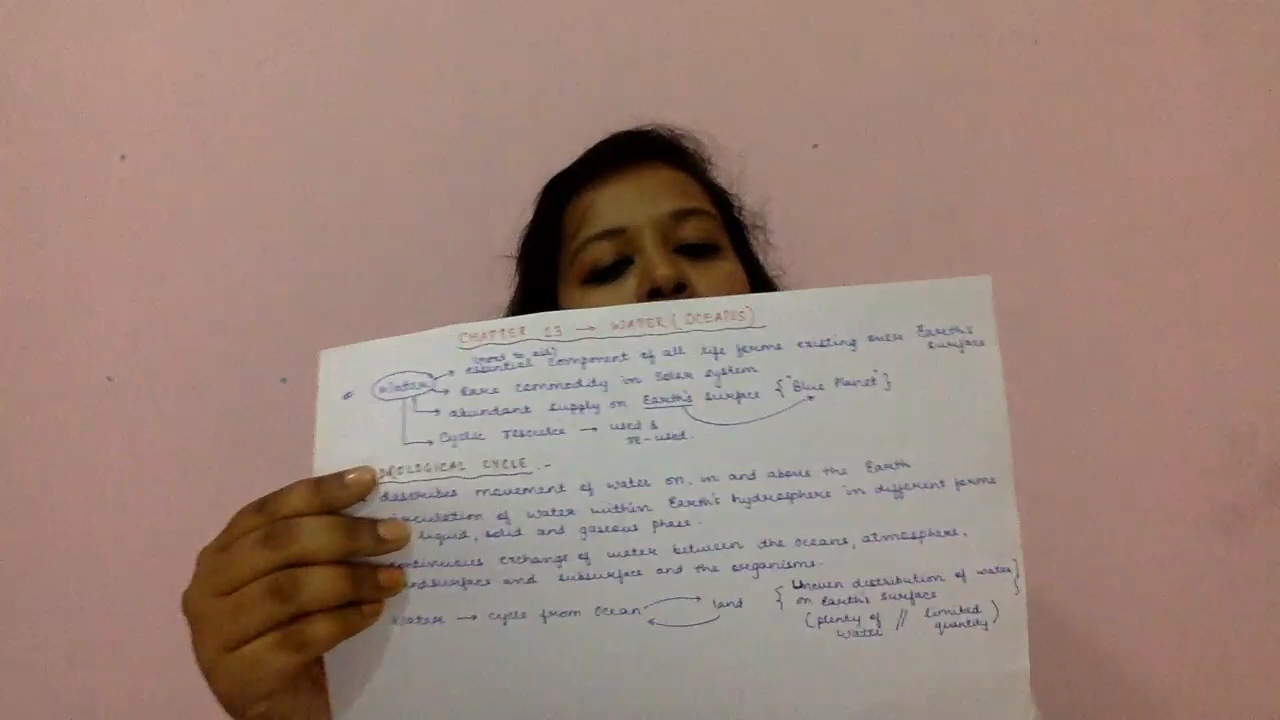 CHAPTER 13 → WATER (OCEANS)
(next to air)
* Water → essential component of all life forms existing over Earth's surface
→ Rare commodity in Solar system
→ abundant supply on Earth's surface {"Blue Planet"}
→ Cyclic resource → used & re-used.
OLOGICAL CYCLE :-
describes movement of water on, in and above the Earth
circulation of water within Earth's hydrosphere in different forms
liquid, solid and gaseous phase.
continuous exchange of water between the oceans, atmosphere,
landsurface and subsurface and the organisms.
Water → cycle from Ocean land
{Uneven distribution of water
on Earth's surface}
(plenty of water // limited quantity)